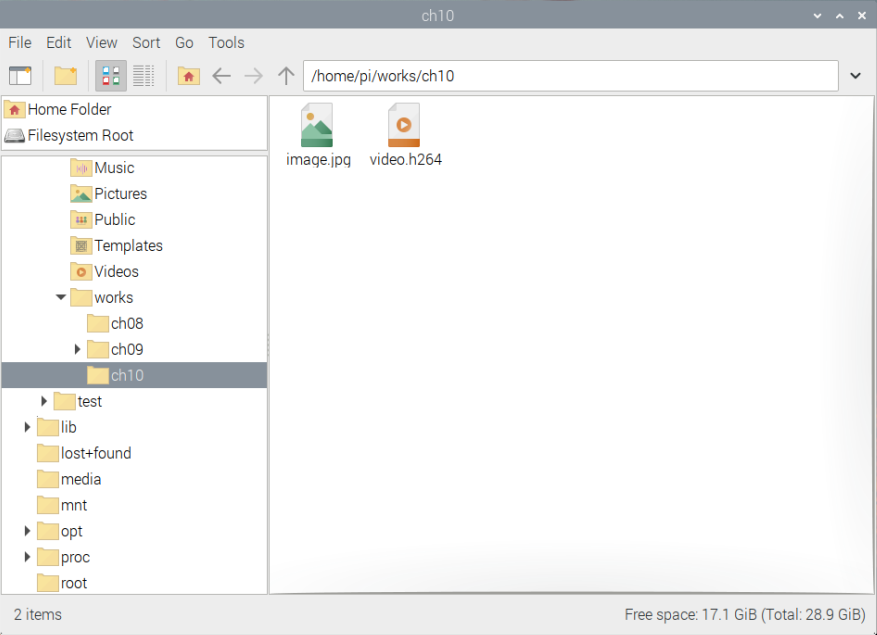 ch10
File Edit View Sort Go Tools
/home/pi/works/ch10
Home Folder
Filesystem Root
Music
Pictures
Public
Templates
Videos
works
ch08
ch09
ch10
test
lib
lost+found
media
mnt
opt
proc
root
image.jpg video.h264
2 items Free space: 17.1 GiB (Total: 28.9 GiB)